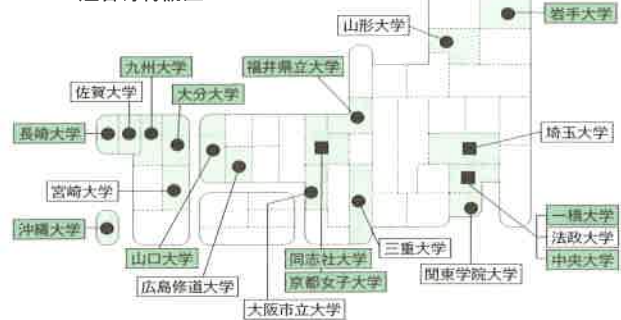 岩手大学
山形大学
九州大学
福井県立大学
佐賀大学
大分大学
長崎大学
埼玉大学
宮崎大学
一橋大学
沖縄大学
法政大学
三重大学
山口大学
同志社大学
中央大学
関東学院大学
広島修道大学
京都女子大学
大阪市立大学